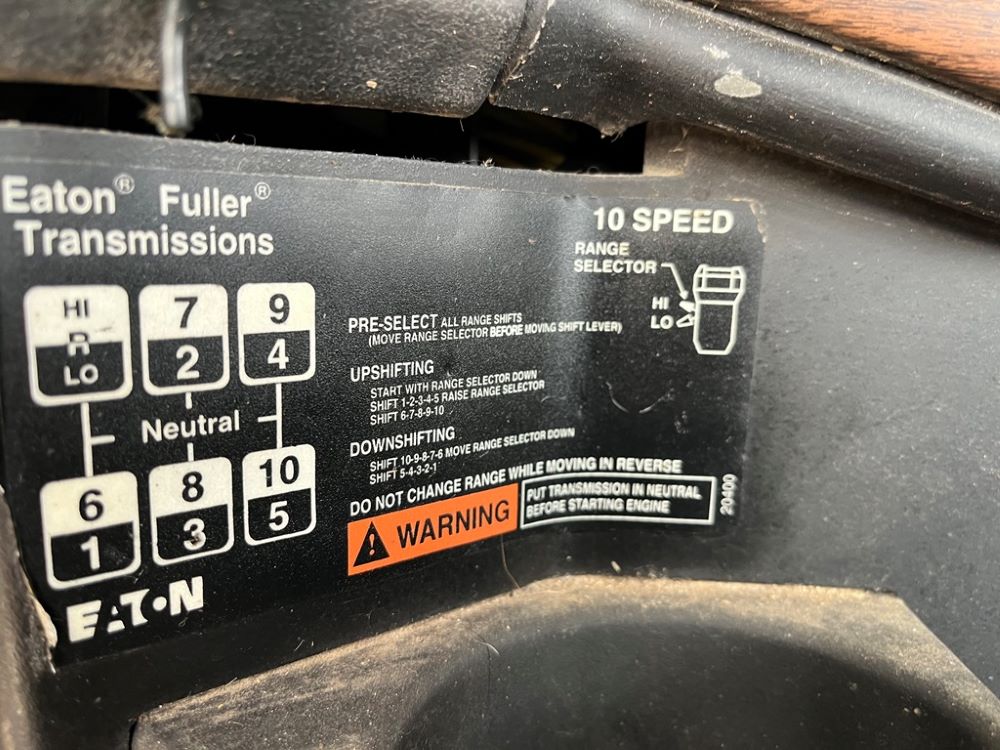 Eaton® Fuller®
Transmissions
10 SPEED
RANGE
SELECTOR
HI
LO
HI
R
LO
7
2
9
4
Neutral
6
1
8
3
10
5
PRE-SELECT ALL RANGE SHIFTS
(MOVE RANGE SELECTOR BEFORE MOVING SHIFT LEVER)
UPSHIFTING
START WITH RANGE SELECTOR DOWN
SHIFT 1-2-3-4-5 RAISE RANGE SELECTOR
SHIFT 6-7-8-9-10
DOWNSHIFTING
SHIFT 10-9-8-7-6 MOVE RANGE SELECTOR DOWN
SHIFT 5-4-3-2-1
DO NOT CHANGE RANGE WHILE MOVING IN REVERSE
WARNING
PUT TRANSMISSION IN NEUTRAL
BEFORE STARTING ENGINE
20400
EATON